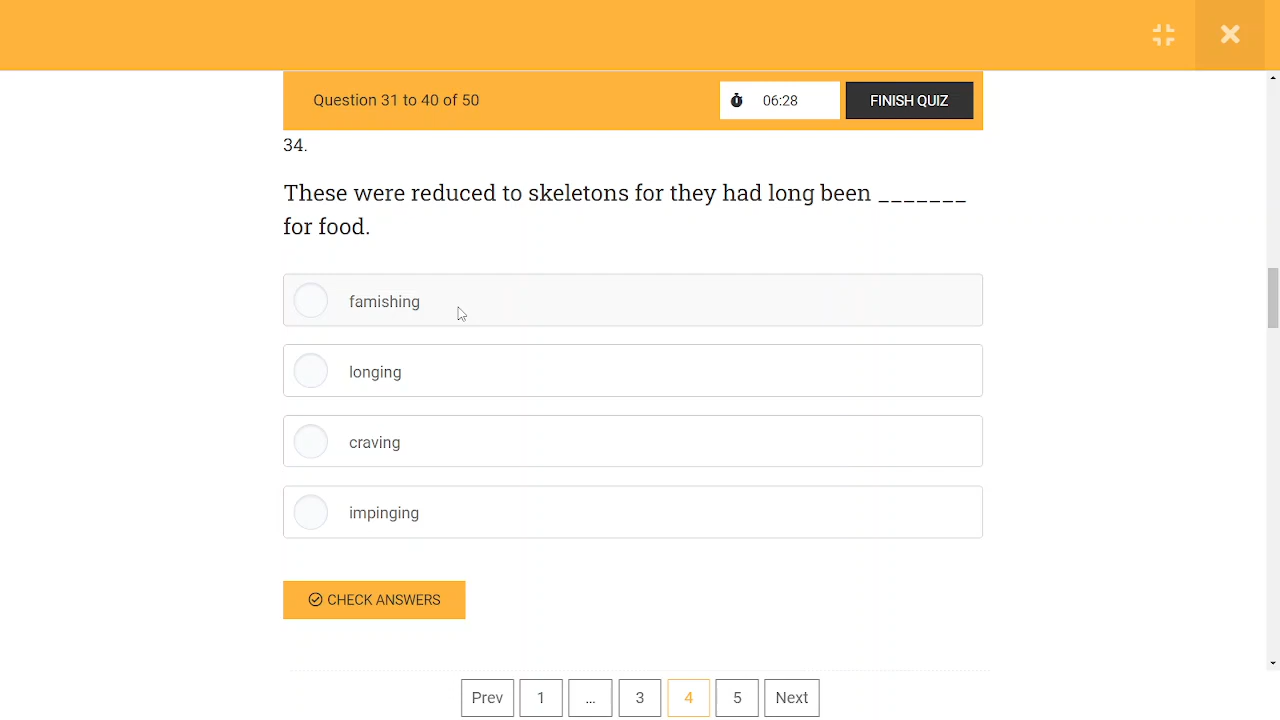 Question 31 to 40 of 50
06:28
FINISH QUIZ
34.
These were reduced to skeletons for they had long been _______
for food.
famishing
longing
craving
impinging
CHECK ANSWERS
Prev 1 ... 3 4 5 Next